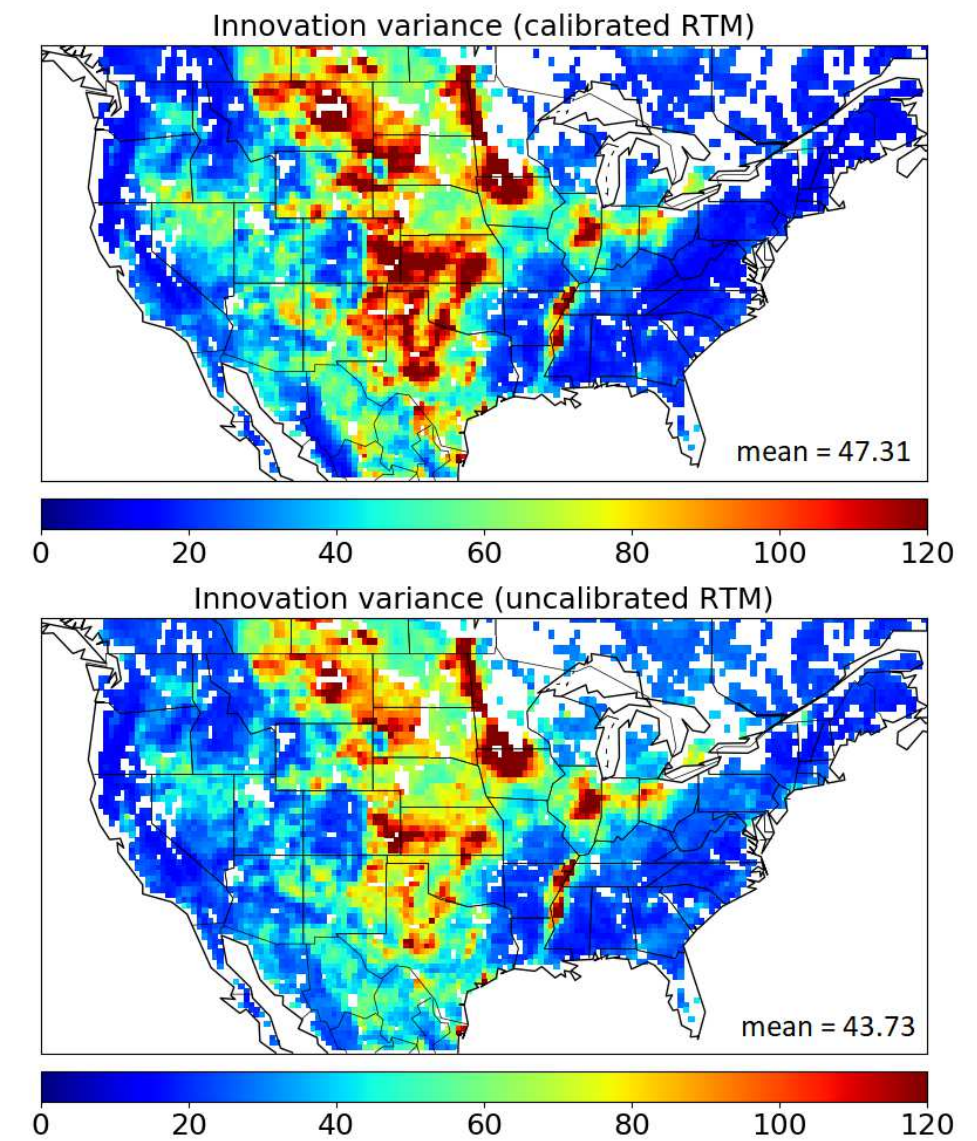 Innovation variance (calibrated RTM)
mean = 47.31
0 20 40 60 80 100 120
Innovation variance (uncalibrated RTM)
mean = 43.73
0 20 40 60 80 100 120